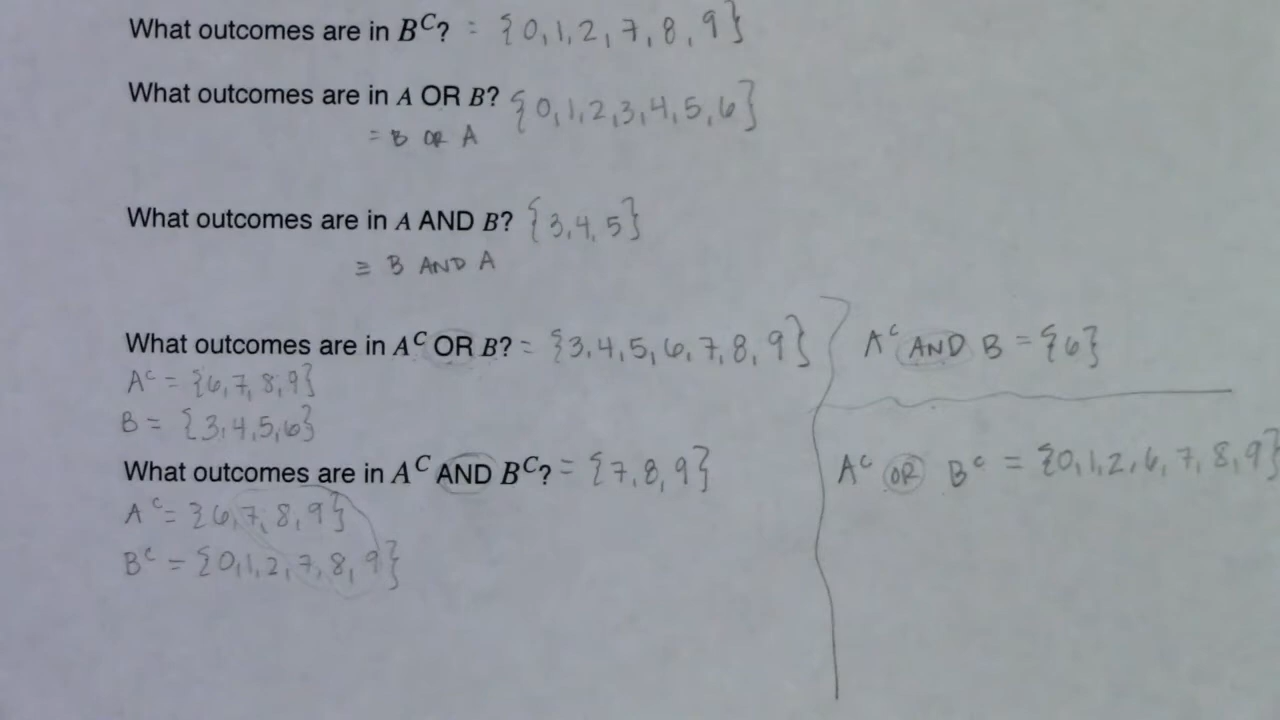 What outcomes are in B^C? = {0,1,2,7,8,9}
What outcomes are in A OR B? {0,1,2,3,4,5,6}
= B OR A
What outcomes are in A AND B? {3,4,5}
= B AND A
What outcomes are in A^C OR B? = {3,4,5,6,7,8,9}
A^C = {6,7,8,9}
B = {3,4,5,6}
What outcomes are in A^C AND B^C? = {7,8,9}
A^C = {6,7,8,9}
B^C = {0,1,2,7,8,9}
A^C AND B = {6}
A^C OR B^C = {0,1,2,6,7,8,9}